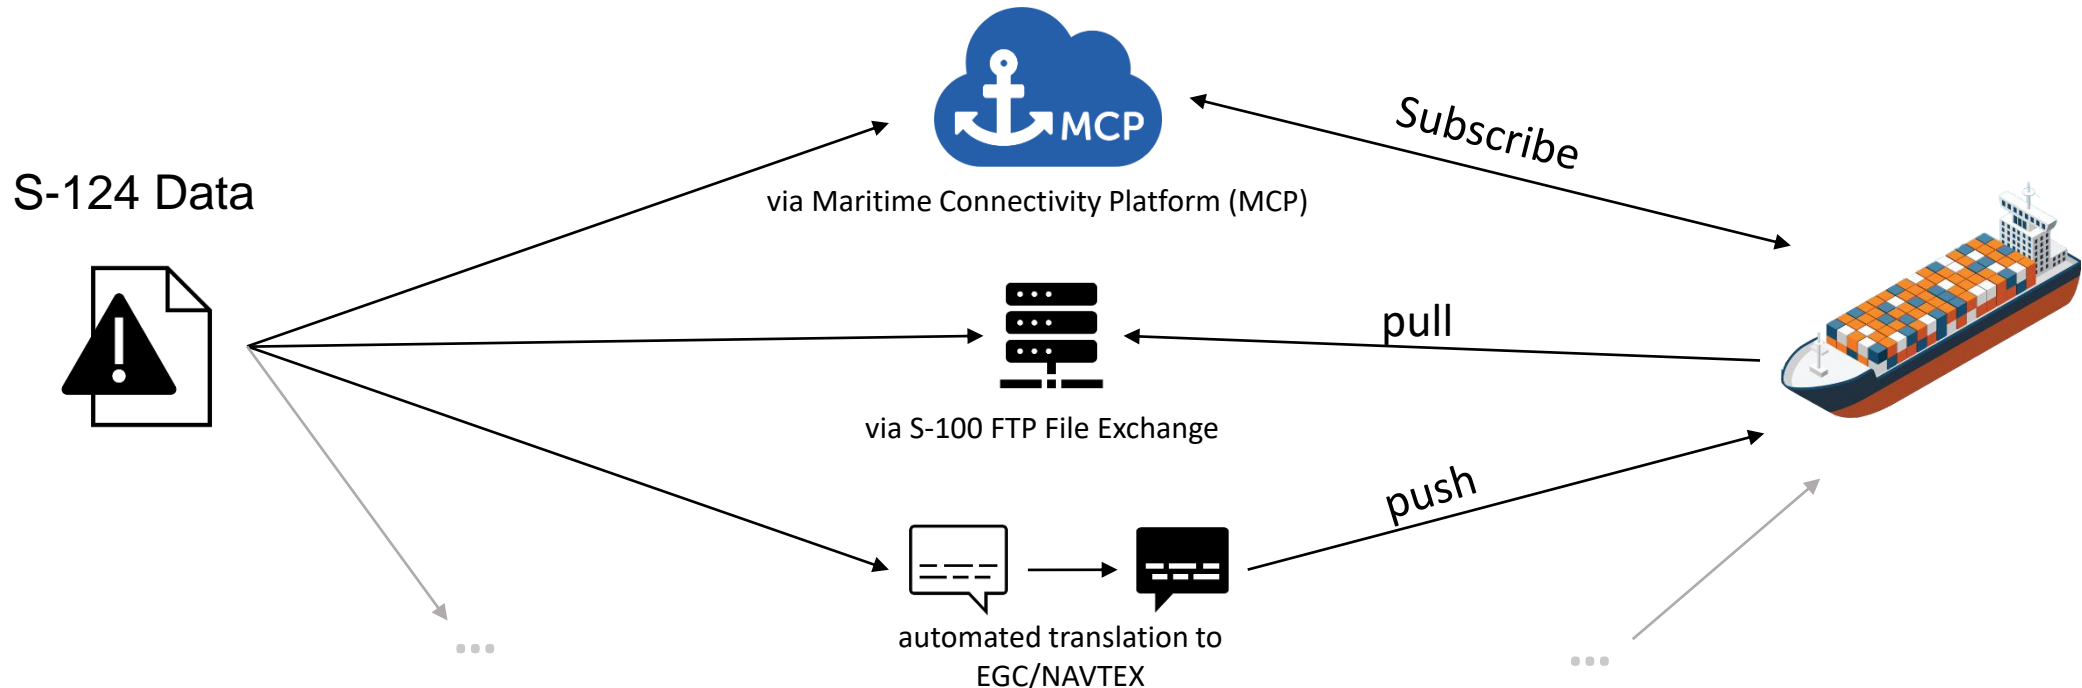 S-124 Data
MCP
via Maritime Connectivity Platform (MCP)
Subscribe
pull
via S-100 FTP File Exchange
push
automated translation to
EGC/NAVTEX
...
...